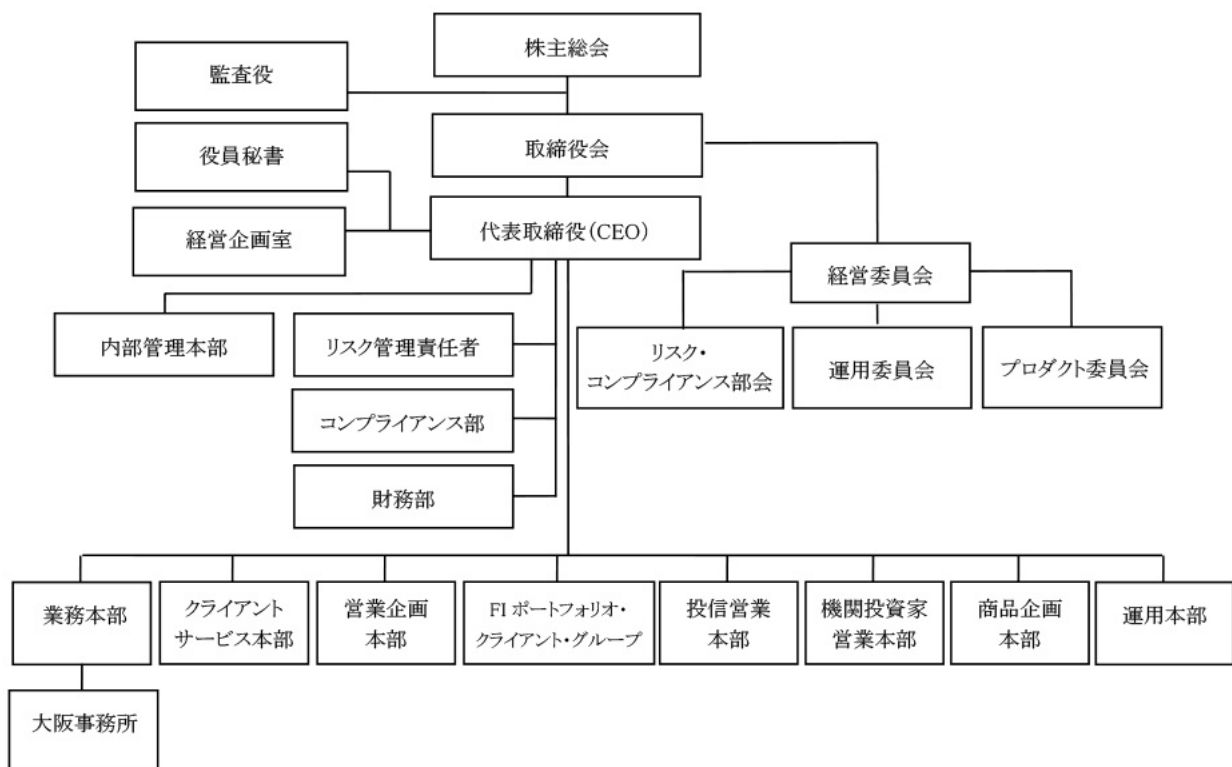 株主総会
監査役
取締役会
役員秘書
代表取締役(CEO)
経営企画室
経営委員会
内部管理本部
リスク管理責任者
リスク・
コンプライアンス部会
運用委員会
プロダクト委員会
コンプライアンス部
財務部
業務本部
クライアント
サービス本部
営業企画
本部
FIポートフォリオ・
クライアント・グループ
投信営業
本部
機関投資家
営業本部
商品企画
本部
運用本部
大阪事務所